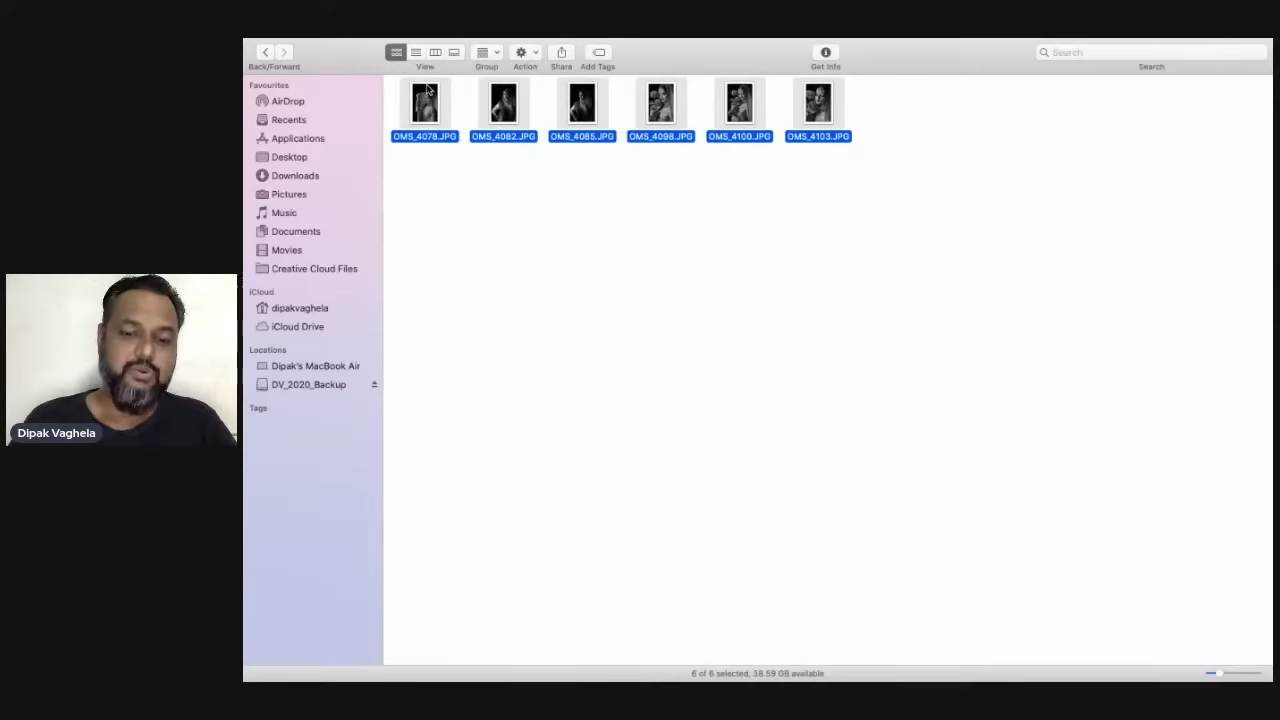 Back/Forward
View
Group
Action
Share
Add Tags
Get Info
Search
Search
Favourites
AirDrop
Recents
Applications
Desktop
Downloads
Pictures
Music
Documents
Movies
Creative Cloud Files
iCloud
dipakvaghela
iCloud Drive
Locations
Dipak's MacBook Air
DV_2020_Backup
Tags
OMS_4078.JPG
OMS_4082.JPG
OMS_4085.JPG
OMS_4098.JPG
OMS_4100.JPG
OMS_4103.JPG
6 of 6 selected, 38.59 GB available
Dipak Vaghela